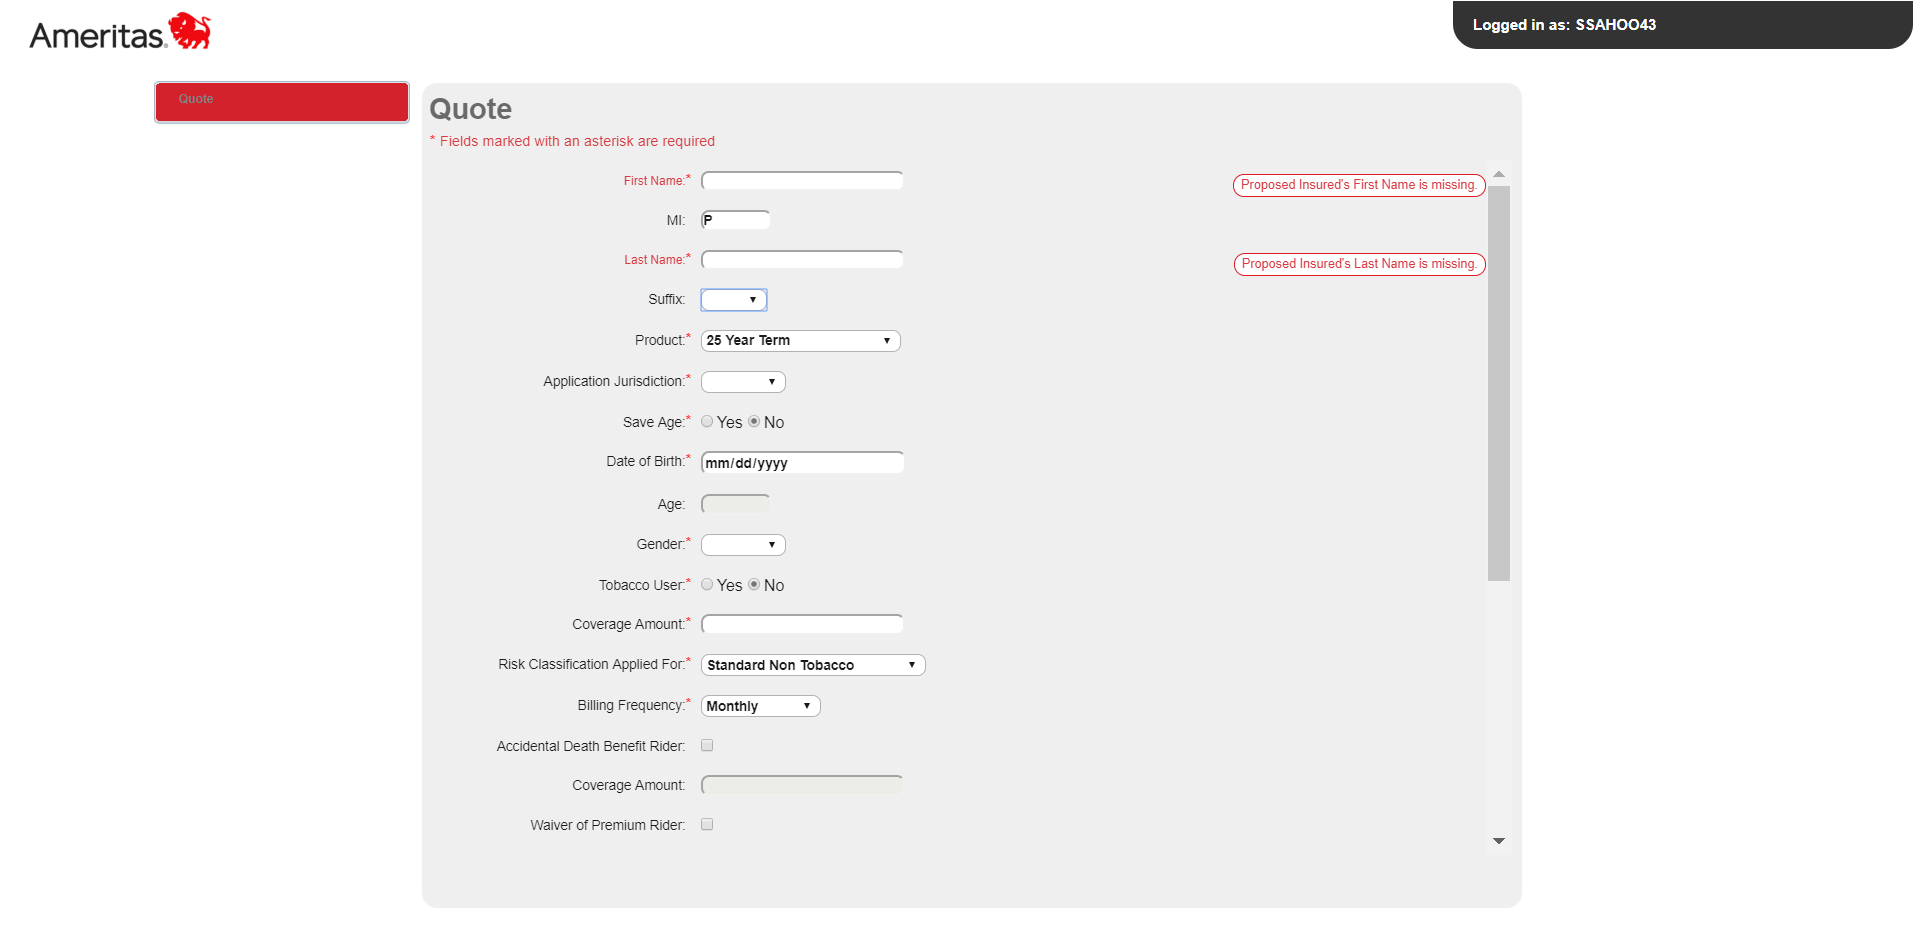 Ameritas
Logged in as: SSAHOO43
Quote
Quote
* Fields marked with an asterisk are required
First Name:*
Proposed Insured's First Name is missing.
MI: P
Last Name:*
Proposed Insured's Last Name is missing.
Suffix:
Product:* 25 Year Term
Application Jurisdiction:*
Save Age:* Yes No
Date of Birth:* mm/dd/yyyy
Age:
Gender:*
Tobacco User:* Yes No
Coverage Amount:*
Risk Classification Applied For:* Standard Non Tobacco
Billing Frequency:* Monthly
Accidental Death Benefit Rider:
Coverage Amount:
Waiver of Premium Rider: